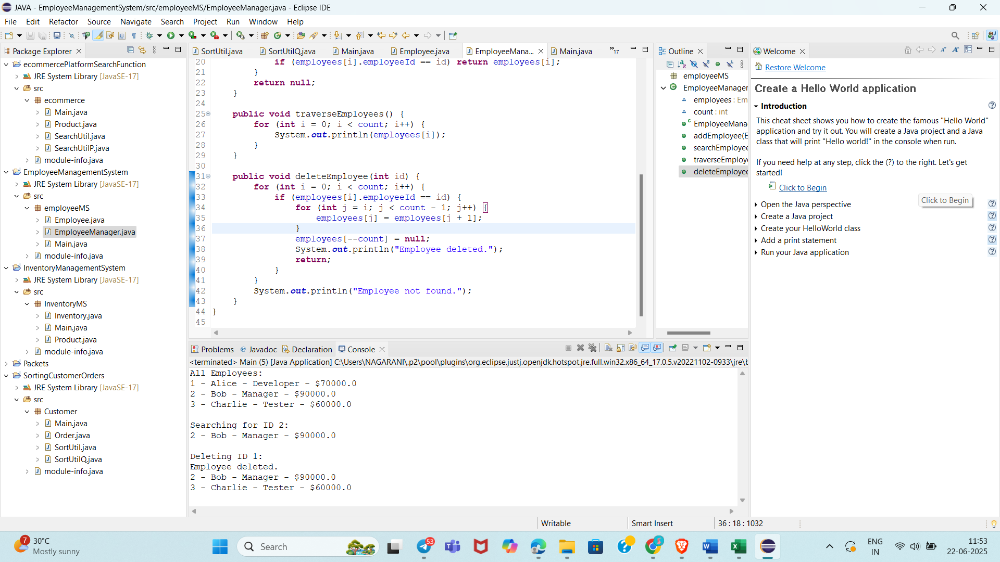 JAVA - EmployeeManagementSystem/src/employeeMS/EmployeeManager.java - Eclipse IDE
File Edit Refactor Source Navigate Search Project Run Window Help
Package Explorer
ecommercePlatformSearchFunction
JRE System Library [JavaSE-17]
src
ecommerce
Main.java
Product.java
SearchUtil.java
SearchUtilP.java
module-info.java
EmployeeManagementSystem
JRE System Library [JavaSE-17]
src
employeeMS
Employee.java
EmployeeManager.java
Main.java
module-info.java
InventoryManagementSystem
JRE System Library [JavaSE-17]
src
InventoryMS
Inventory.java
Main.java
Product.java
module-info.java
Packets
SortingCustomerOrders
JRE System Library [JavaSE-17]
src
Customer
Main.java
Order.java
SortUtil.java
SortUtilQ.java
module-info.java
SortUtil.java SortUtilQ.java Main.java Employee.java EmployeeMana... Main.java »17
20 if (employees[i].employeeId == id) return employees[i];
21 }
22 return null;
23 }
24
25 public void traverseEmployees() {
26 for (int i = 0; i < count; i++) {
27 System.out.println(employees[i]);
28 }
29 }
30
31 public void deleteEmployee(int id) {
32 for (int i = 0; i < count; i++) {
33 if (employees[i].employeeId == id) {
34 for (int j = i; j < count - 1; j++) {
35 employees[j] = employees[j + 1];
36 }
37 employees[--count] = null;
38 System.out.println("Employee deleted.");
39 return;
40 }
41 }
42 System.out.println("Employee not found.");
43 }
44 }
45
Outline
employeeMS
EmployeeManager
employees : Em
count : int
EmployeeMana
addEmployee(E
searchEmployee
traverseEmploye
deleteEmployee
Problems Javadoc Declaration Console
<terminated> Main (5) [Java Application] C:\Users\NAGARANI\.p2\pool\plugins\org.eclipse.justj.openjdk.hotspot.jre.full.win32.x86_64_17.0.5.v20221102-0933\jre\b
All Employees:
1 - Alice - Developer - $70000.0
2 - Bob - Manager - $90000.0
3 - Charlie - Tester - $60000.0
Searching for ID 2:
2 - Bob - Manager - $90000.0
Deleting ID 1:
Employee deleted.
2 - Bob - Manager - $90000.0
3 - Charlie - Tester - $60000.0
Welcome
Restore Welcome
Create a Hello World application
Introduction
This cheat sheet shows you how to create the famous "Hello World"
application and try it out. You will create a Java project and a Java
class that will print "Hello world!" in the console when run.
If you need help at any step, click the (?) to the right. Let's get
started!
Click to Begin
Click to Begin
Open the Java perspective
Create a Java project
Create your HelloWorld class
Add a print statement
Run your Java application
Writable Smart Insert 36 : 18 : 1032
7
30°C
Mostly sunny
Search
53
ENG
IN
11:53
22-06-2025